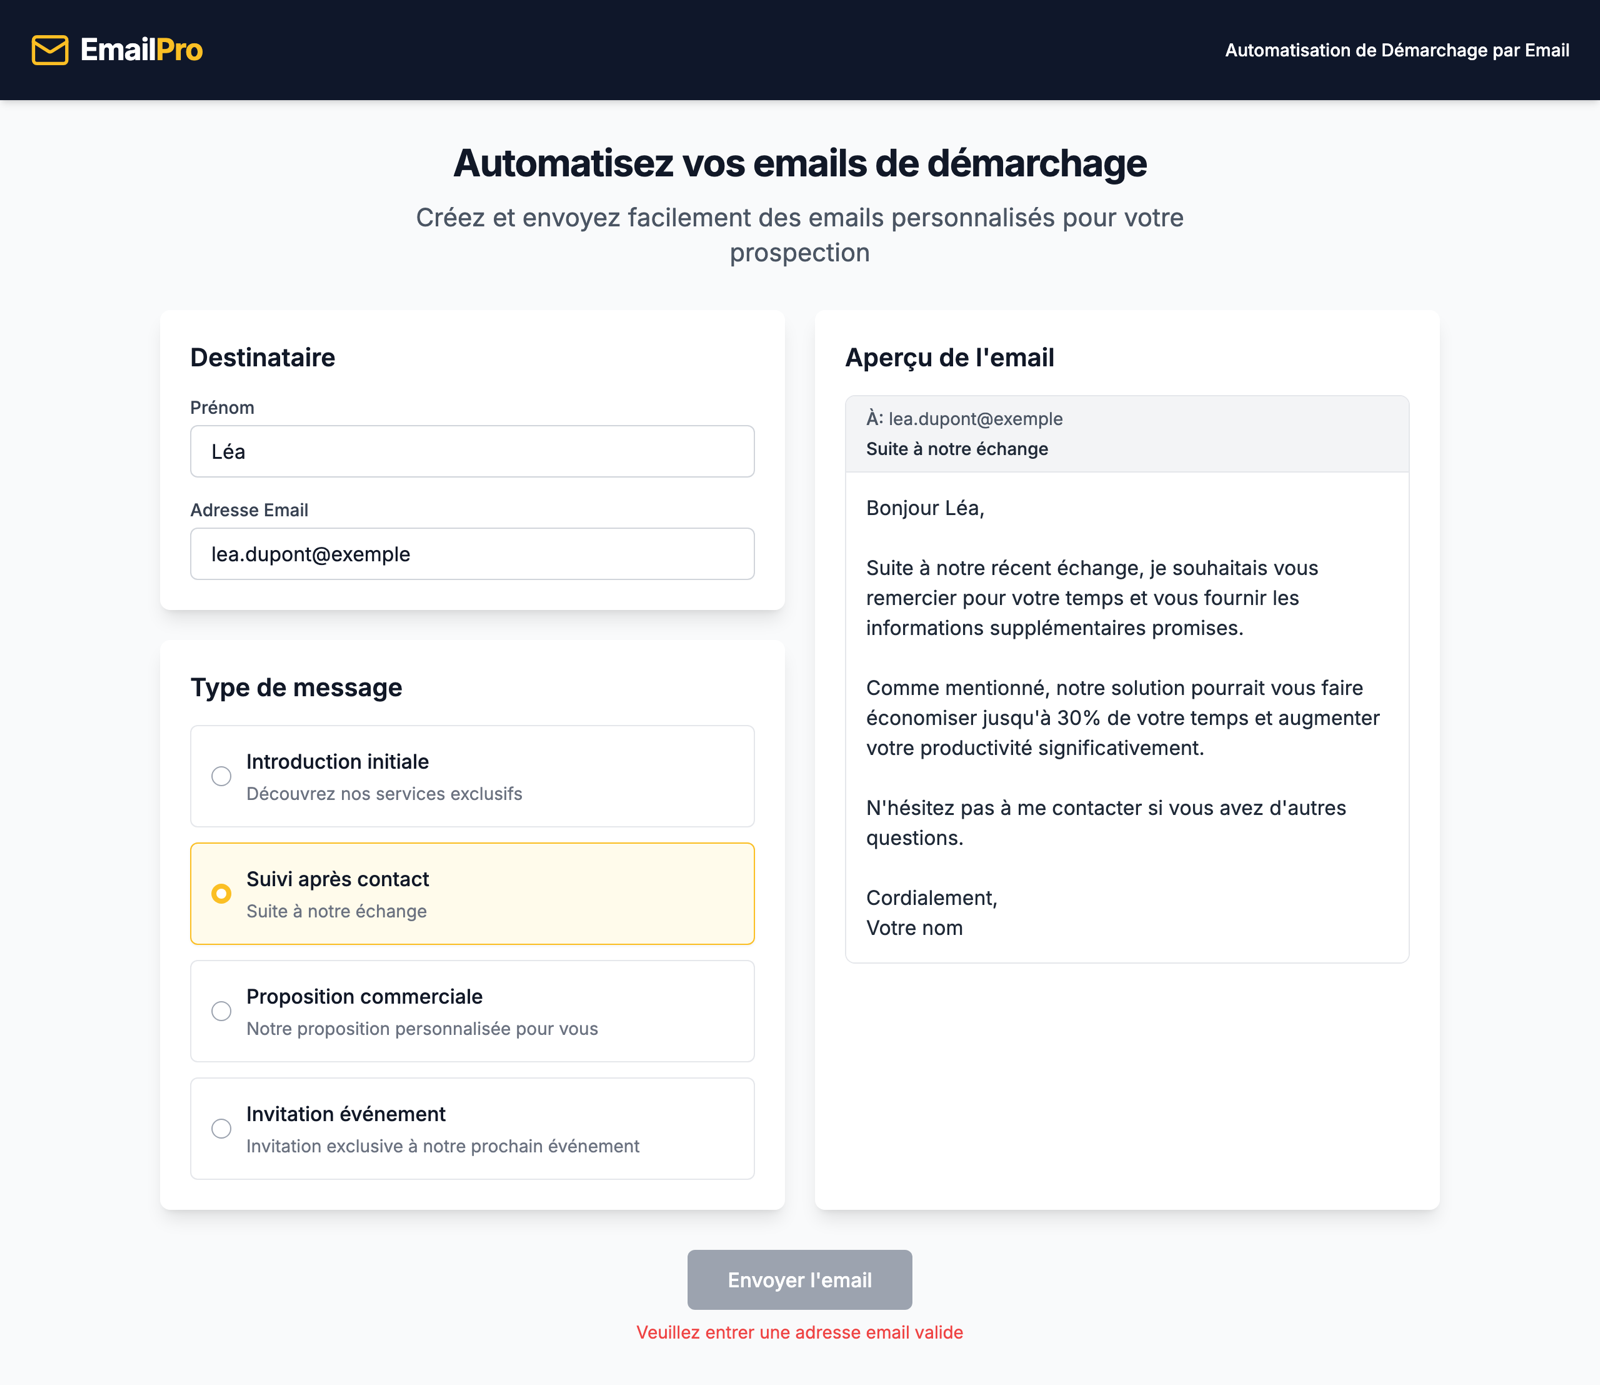 EmailPro
Automatisation de Démarchage par Email
Automatisez vos emails de démarchage
Créez et envoyez facilement des emails personnalisés pour votre
prospection
Destinataire
Prénom
Léa
Adresse Email
lea.dupont@exemple
Type de message
Introduction initiale
Découvrez nos services exclusifs
Suivi après contact
Suite à notre échange
Proposition commerciale
Notre proposition personnalisée pour vous
Invitation événement
Invitation exclusive à notre prochain événement
Aperçu de l'email
À: lea.dupont@exemple
Suite à notre échange
Bonjour Léa,
Suite à notre récent échange, je souhaitais vous
remercier pour votre temps et vous fournir les
informations supplémentaires promises.
Comme mentionné, notre solution pourrait vous faire
économiser jusqu'à 30% de votre temps et augmenter
votre productivité significativement.
N'hésitez pas à me contacter si vous avez d'autres
questions.
Cordialement,
Votre nom
Envoyer l'email
Veuillez entrer une adresse email valide